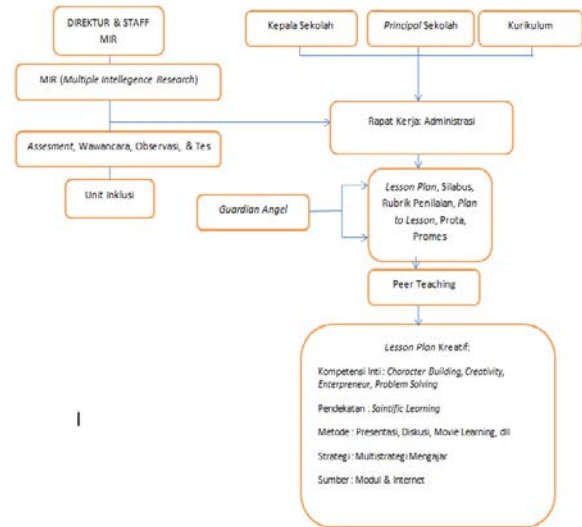 DIREKTUR & STAFF
MIR
MIR (Multiple Intellegence Research)
Assesment, Wawancara, Observasi, & Tes
Unit Inklusi
Kepala Sekolah
Principal Sekolah
Kurikulum
Rapat Kerja: Administrasi
Guardian Angel
Lesson Plan, Silabus,
Rubrik Penilaian, Plan
to Lesson, Prota,
Promes
Peer Teaching
Lesson Plan Kreatif:
Kompetensi Inti : Character Building, Creativity,
Enterpreneur, Problem Solving
Pendekatan : Saintific Learning
Metode : Presentasi, Diskusi, Movie Learning, dll
Strategi : Multistrategi Mengajar
Sumber : Modul & Internet